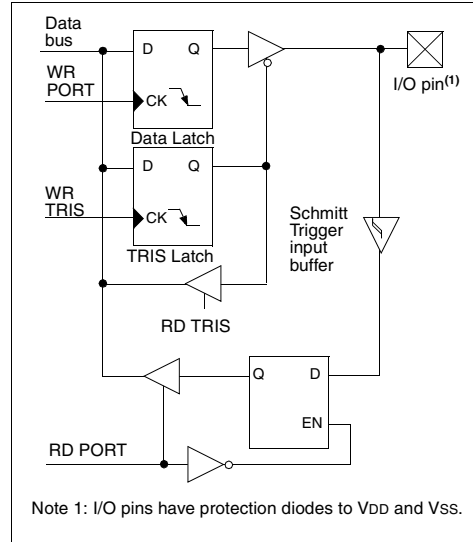 Data
bus
D Q
WR
PORT
CK
I/O pin(1)
Data Latch
D Q
WR
TRIS
CK
TRIS Latch
Schmitt
Trigger
input
buffer
RD TRIS
Q D
EN
RD PORT
Note 1: I/O pins have protection diodes to VDD and VSS.